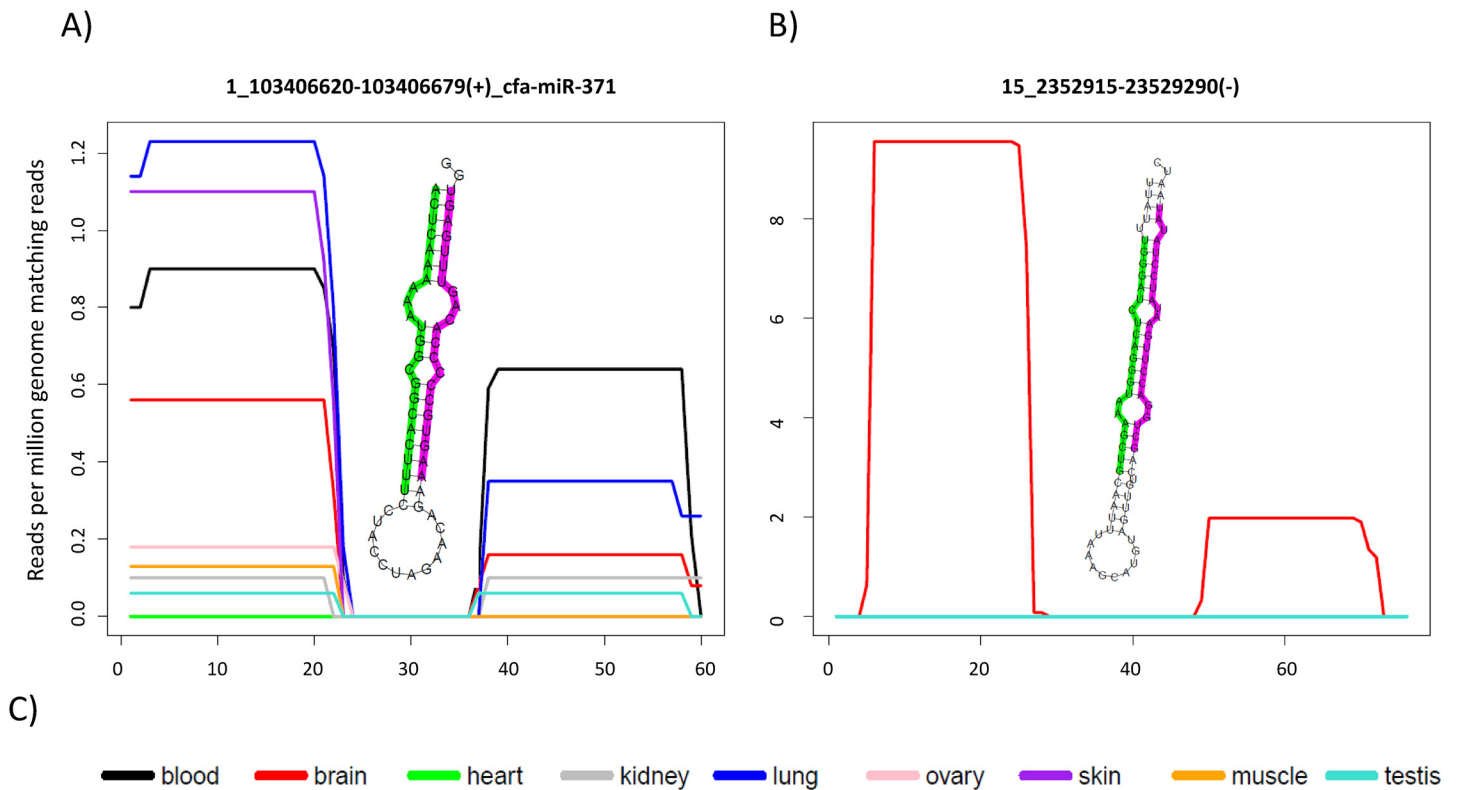 A)
B)
1_103406620-103406679(+)_cfa-miR-371
15_2352915-23529290(-)
Reads per million genome matching reads
1.2
1.0
0.8
0.6
0.4
0.2
0.0
8
6
4
2
0
0 10 20 30 40 50 60
0 20 40 60
C)
blood brain heart kidney lung ovary skin muscle testis